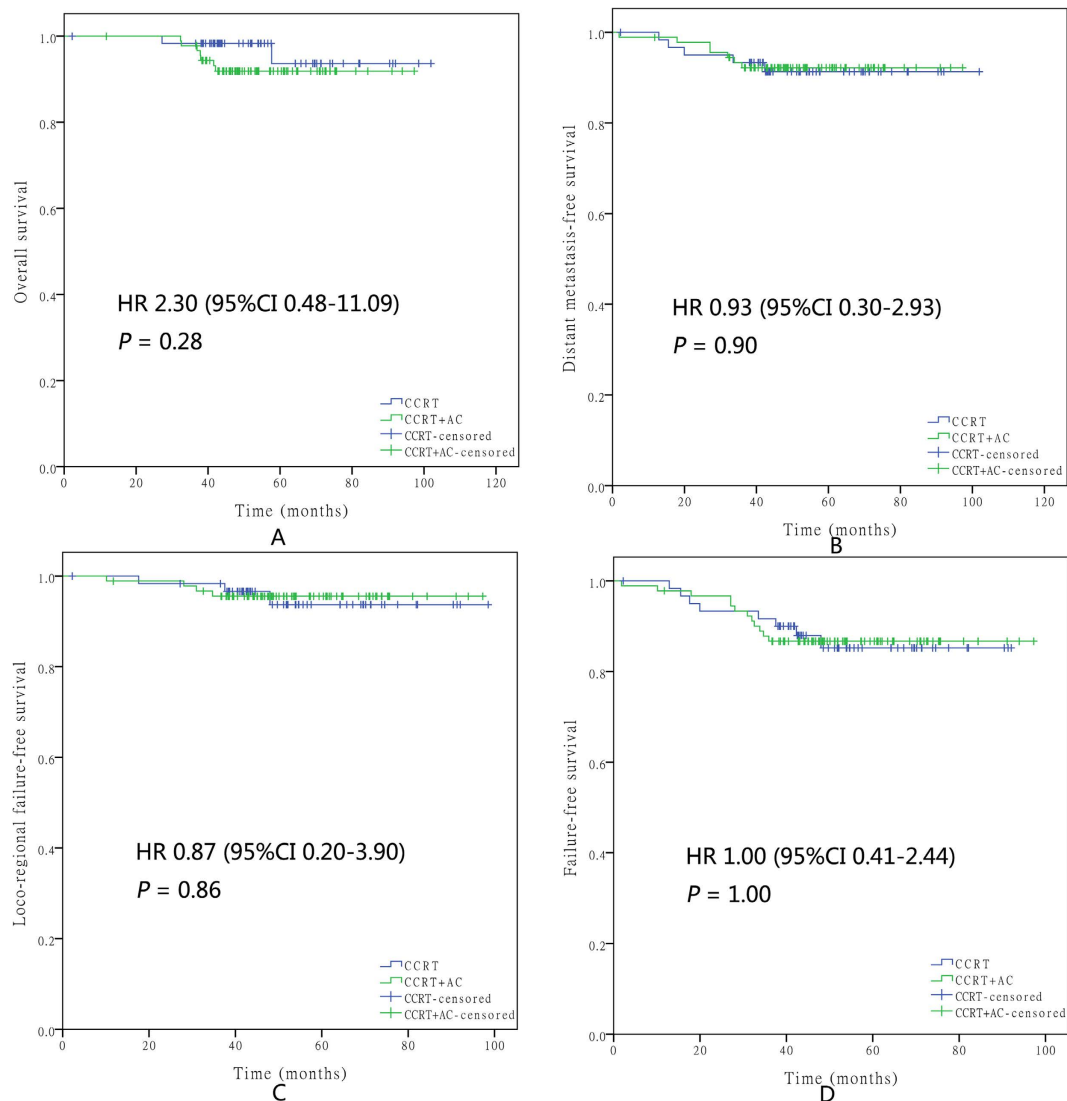 Overall survival
1.0
0.8
0.6
0.4
0.2
0.0
HR 2.30 (95%CI 0.48-11.09)
P = 0.28
CCRT
CCRT+AC
CCRT-censored
CCRT+AC-censored
0 20 40 60 80 100 120
Time (months)
A
Distant metastasis-free survival
1.0
0.8
0.6
0.4
0.2
0.0
HR 0.93 (95%CI 0.30-2.93)
P = 0.90
CCRT
CCRT+AC
CCRT-censored
CCRT+AC-censored
0 20 40 60 80 100 120
Time (months)
B
Loco-regional failure-free survival
1.0
0.8
0.6
0.4
0.2
0.0
HR 0.87 (95%CI 0.20-3.90)
P = 0.86
CCRT
CCRT+AC
CCRT-censored
CCRT+AC-censored
0 20 40 60 80 100
Time (months)
C
Failure-free survival
1.0
0.8
0.6
0.4
0.2
0.0
HR 1.00 (95%CI 0.41-2.44)
P = 1.00
CCRT
CCRT+AC
CCRT-censored
CCRT+AC-censored
0 20 40 60 80 100
Time (months)
D